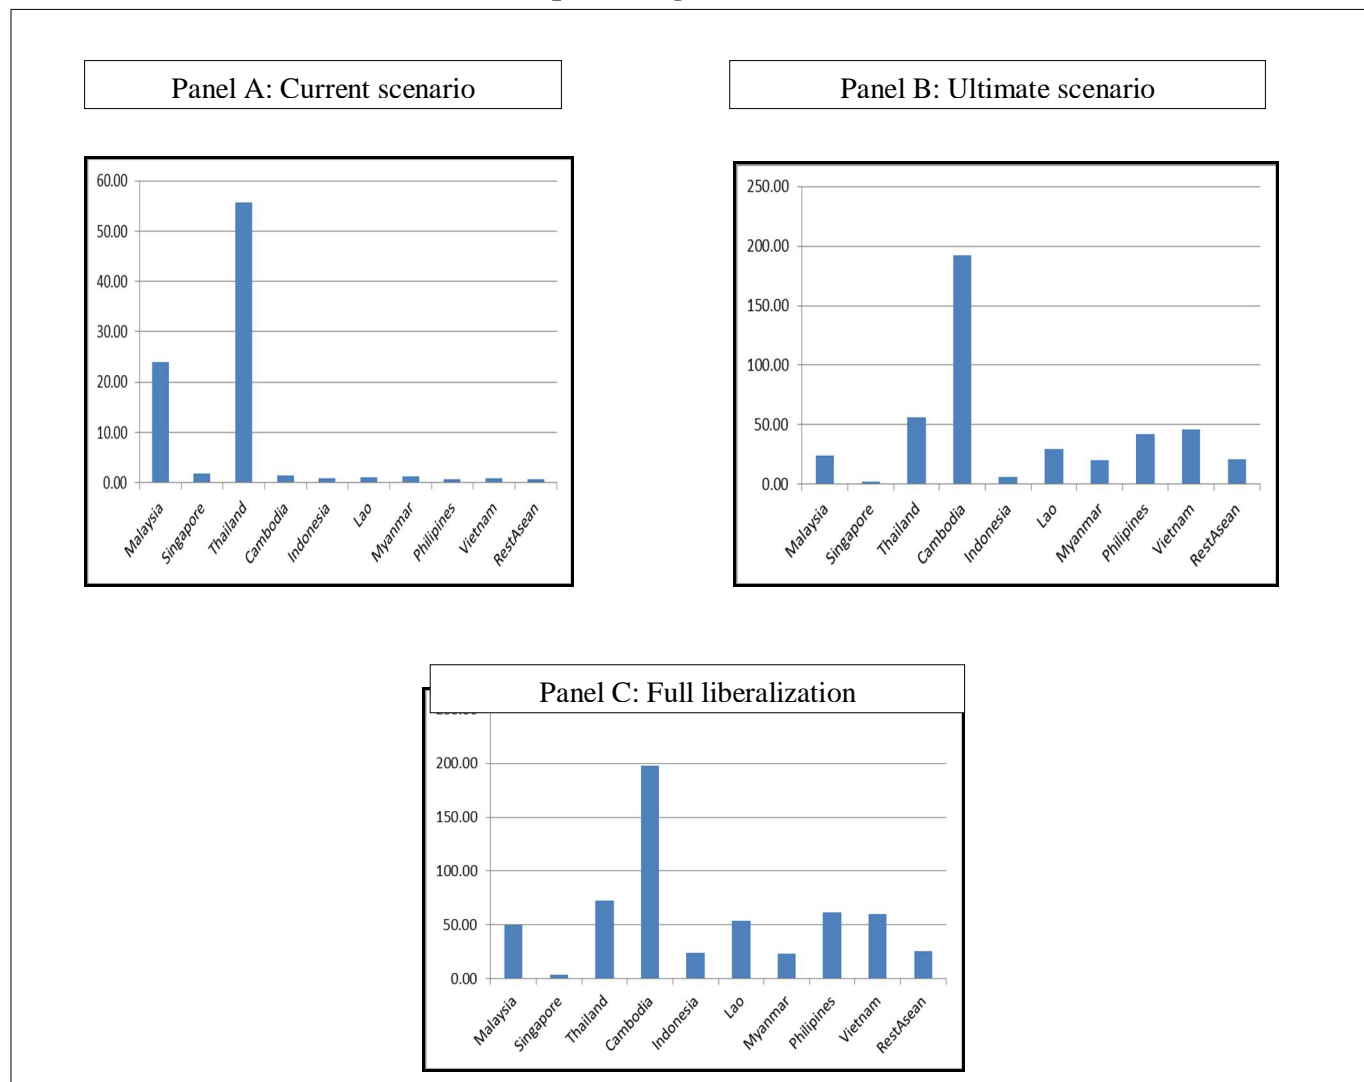 Panel A: Current scenario
Panel B: Ultimate scenario
60.00
50.00
40.00
30.00
20.00
10.00
0.00
Malaysia
Singapore
Thailand
Cambodia
Indonesia
Lao
Myanmar
Philipines
Vietnam
RestAsean
250.00
200.00
150.00
100.00
50.00
0.00
Malaysia
Singapore
Thailand
Cambodia
Indonesia
Lao
Myanmar
Philipines
Vietnam
RestAsean
Panel C: Full liberalization
200.00
150.00
100.00
50.00
0.00
Malaysia
Singapore
Thailand
Cambodia
Indonesia
Lao
Myanmar
Philipines
Vietnam
RestAsean